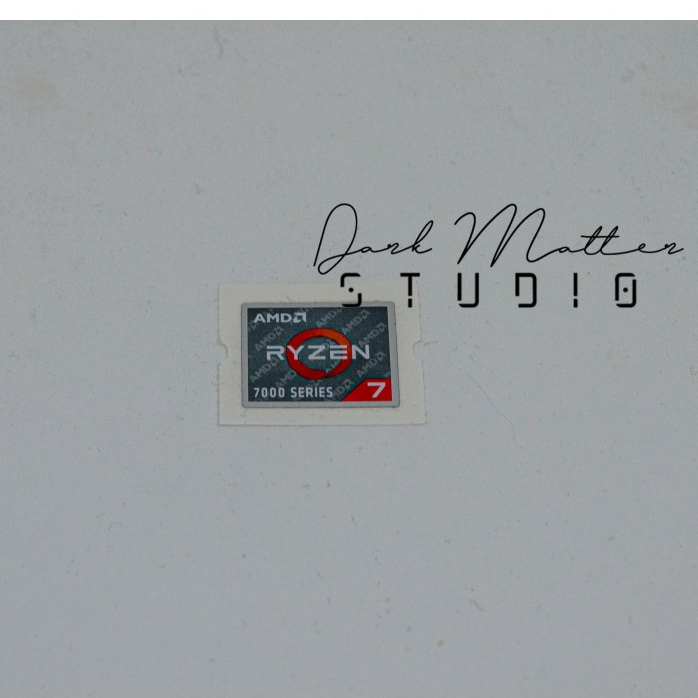 Dark Matter
STUDIO
AMD
RYZEN
7000 SERIES
7